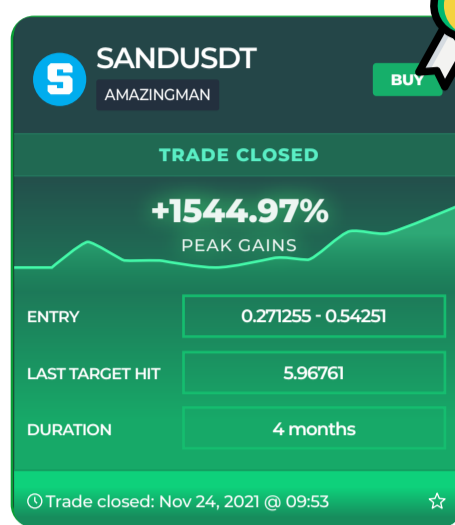 SANDUSDT
AMAZINGMAN
BUY
TRADE CLOSED
+1544.97%
PEAK GAINS
ENTRY
0.271255 - 0.54251
LAST TARGET HIT
5.96761
DURATION
4 months
Trade closed: Nov 24, 2021 @ 09:53